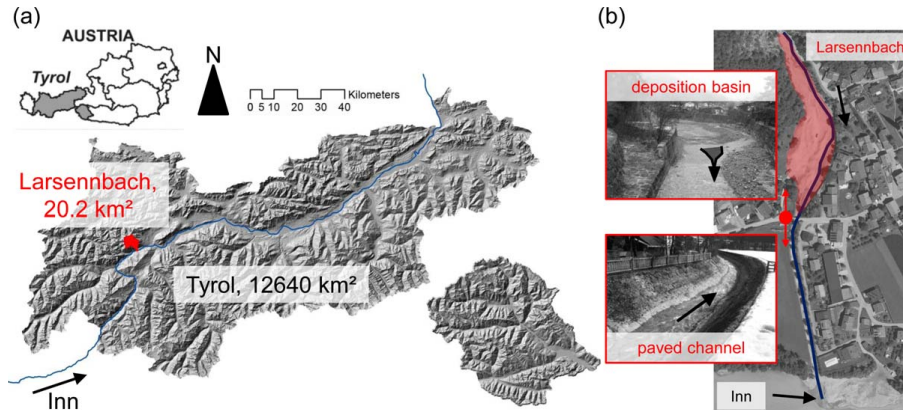 (a)
AUSTRIA
Tyrol
N
0 5 10 20 30 40
Kilometers
Larsennbach,
20.2 km²
Tyrol, 12640 km²
Inn
(b)
Larsennbach
deposition basin
paved channel
Inn